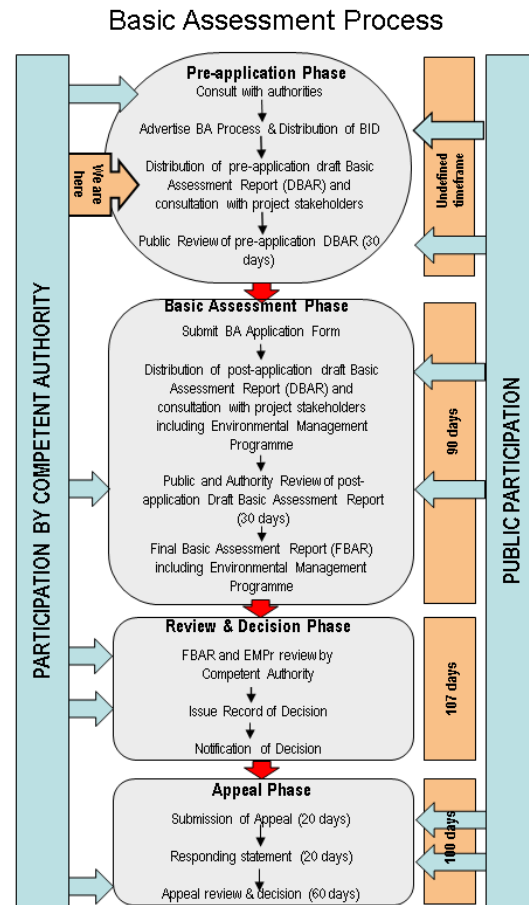 Basic Assessment Process
PARTICIPATION BY COMPETENT AUTHORITY
We are
here
Pre-application Phase
Consult with authorities
Advertise BA Process & Distribution of BID
Distribution of pre-application draft Basic
Assessment Report (DBAR) and
consultation with project stakeholders
Public Review of pre-application DBAR (30
days)
Undefined
timeframe
Basic Assessment Phase
Submit BA Application Form
Distribution of post-application draft Basic
Assessment Report (DBAR) and
consultation with project stakeholders
including Environmental Management
Programme
Public and Authority Review of post-
application Draft Basic Assessment Report
(30 days)
Final Basic Assessment Report (FBAR)
including Environmental Management
Programme
90 days
Review & Decision Phase
FBAR and EMPr review by
Competent Authority
Issue Record of Decision
Notification of Decision
107 days
Appeal Phase
Submission of Appeal (20 days)
Responding statement (20 days)
Appeal review & decision (60 days)
100 days
PUBLIC PARTICIPATION